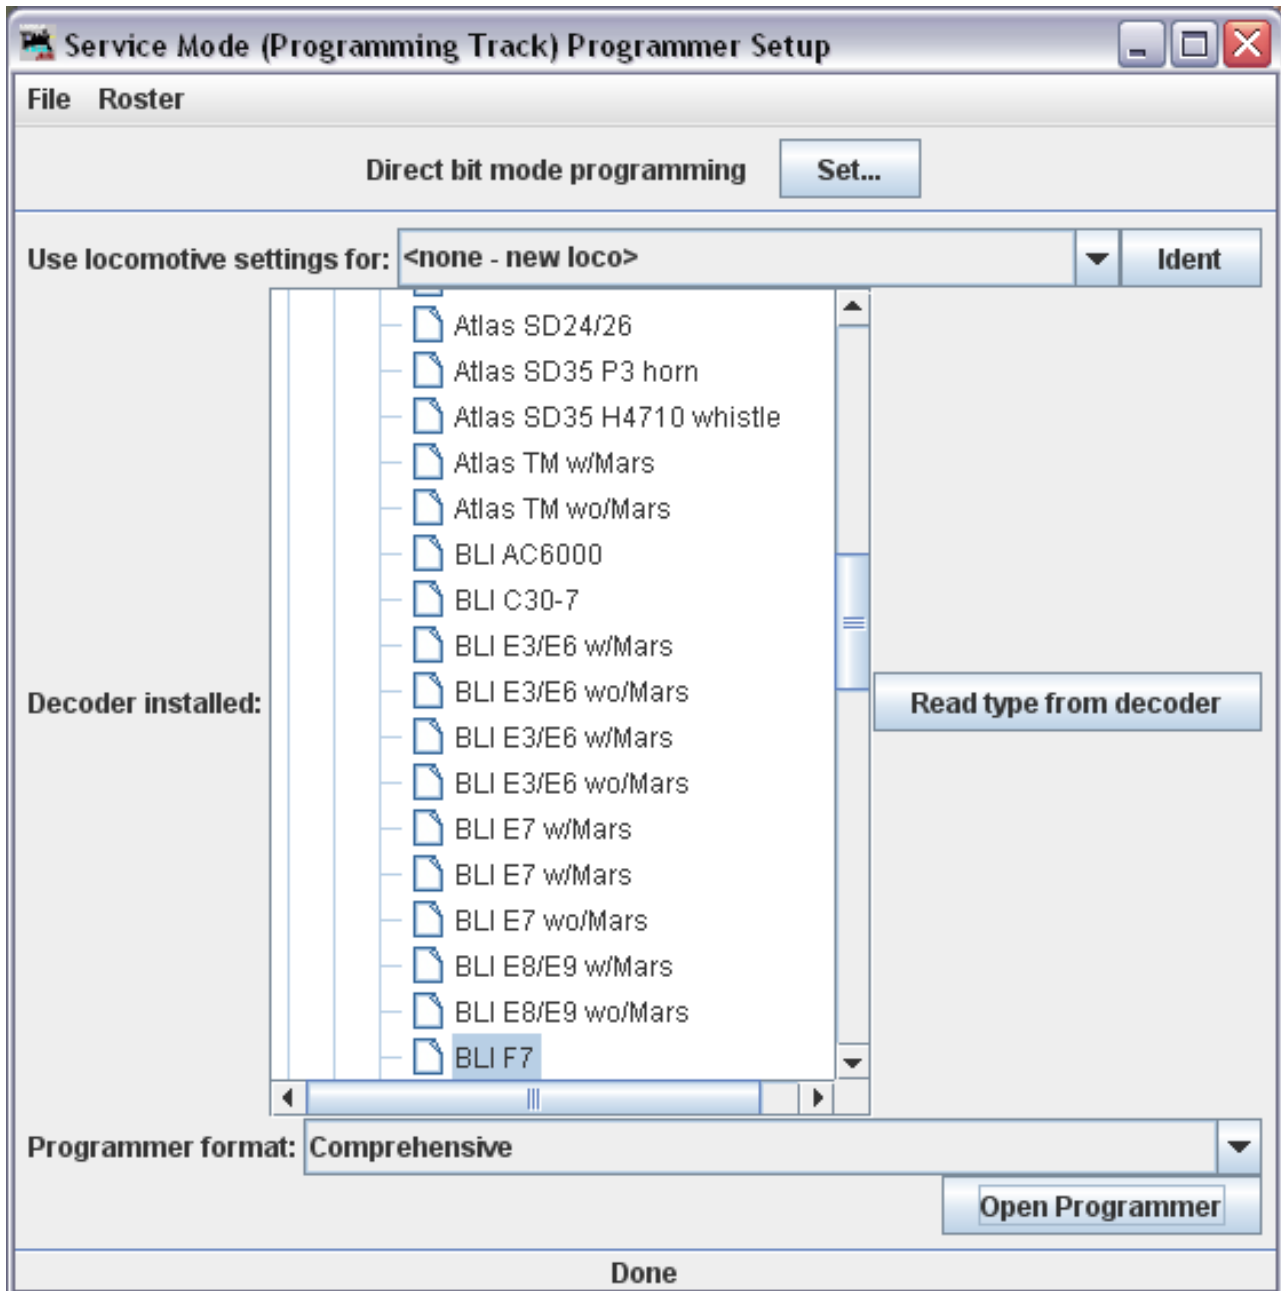 Service Mode (Programming Track) Programmer Setup
File Roster
Direct bit mode programming Set...
Use locomotive settings for: <none - new loco> Ident
Atlas SD24/26
Atlas SD35 P3 horn
Atlas SD35 H4710 whistle
Atlas TM w/Mars
Atlas TM wo/Mars
BLI AC6000
BLI C30-7
BLI E3/E6 w/Mars
BLI E3/E6 wo/Mars
Decoder installed: Read type from decoder
BLI E3/E6 w/Mars
BLI E3/E6 wo/Mars
BLI E7 w/Mars
BLI E7 w/Mars
BLI E7 wo/Mars
BLI E8/E9 w/Mars
BLI E8/E9 wo/Mars
BLI F7
Programmer format: Comprehensive
Open Programmer
Done